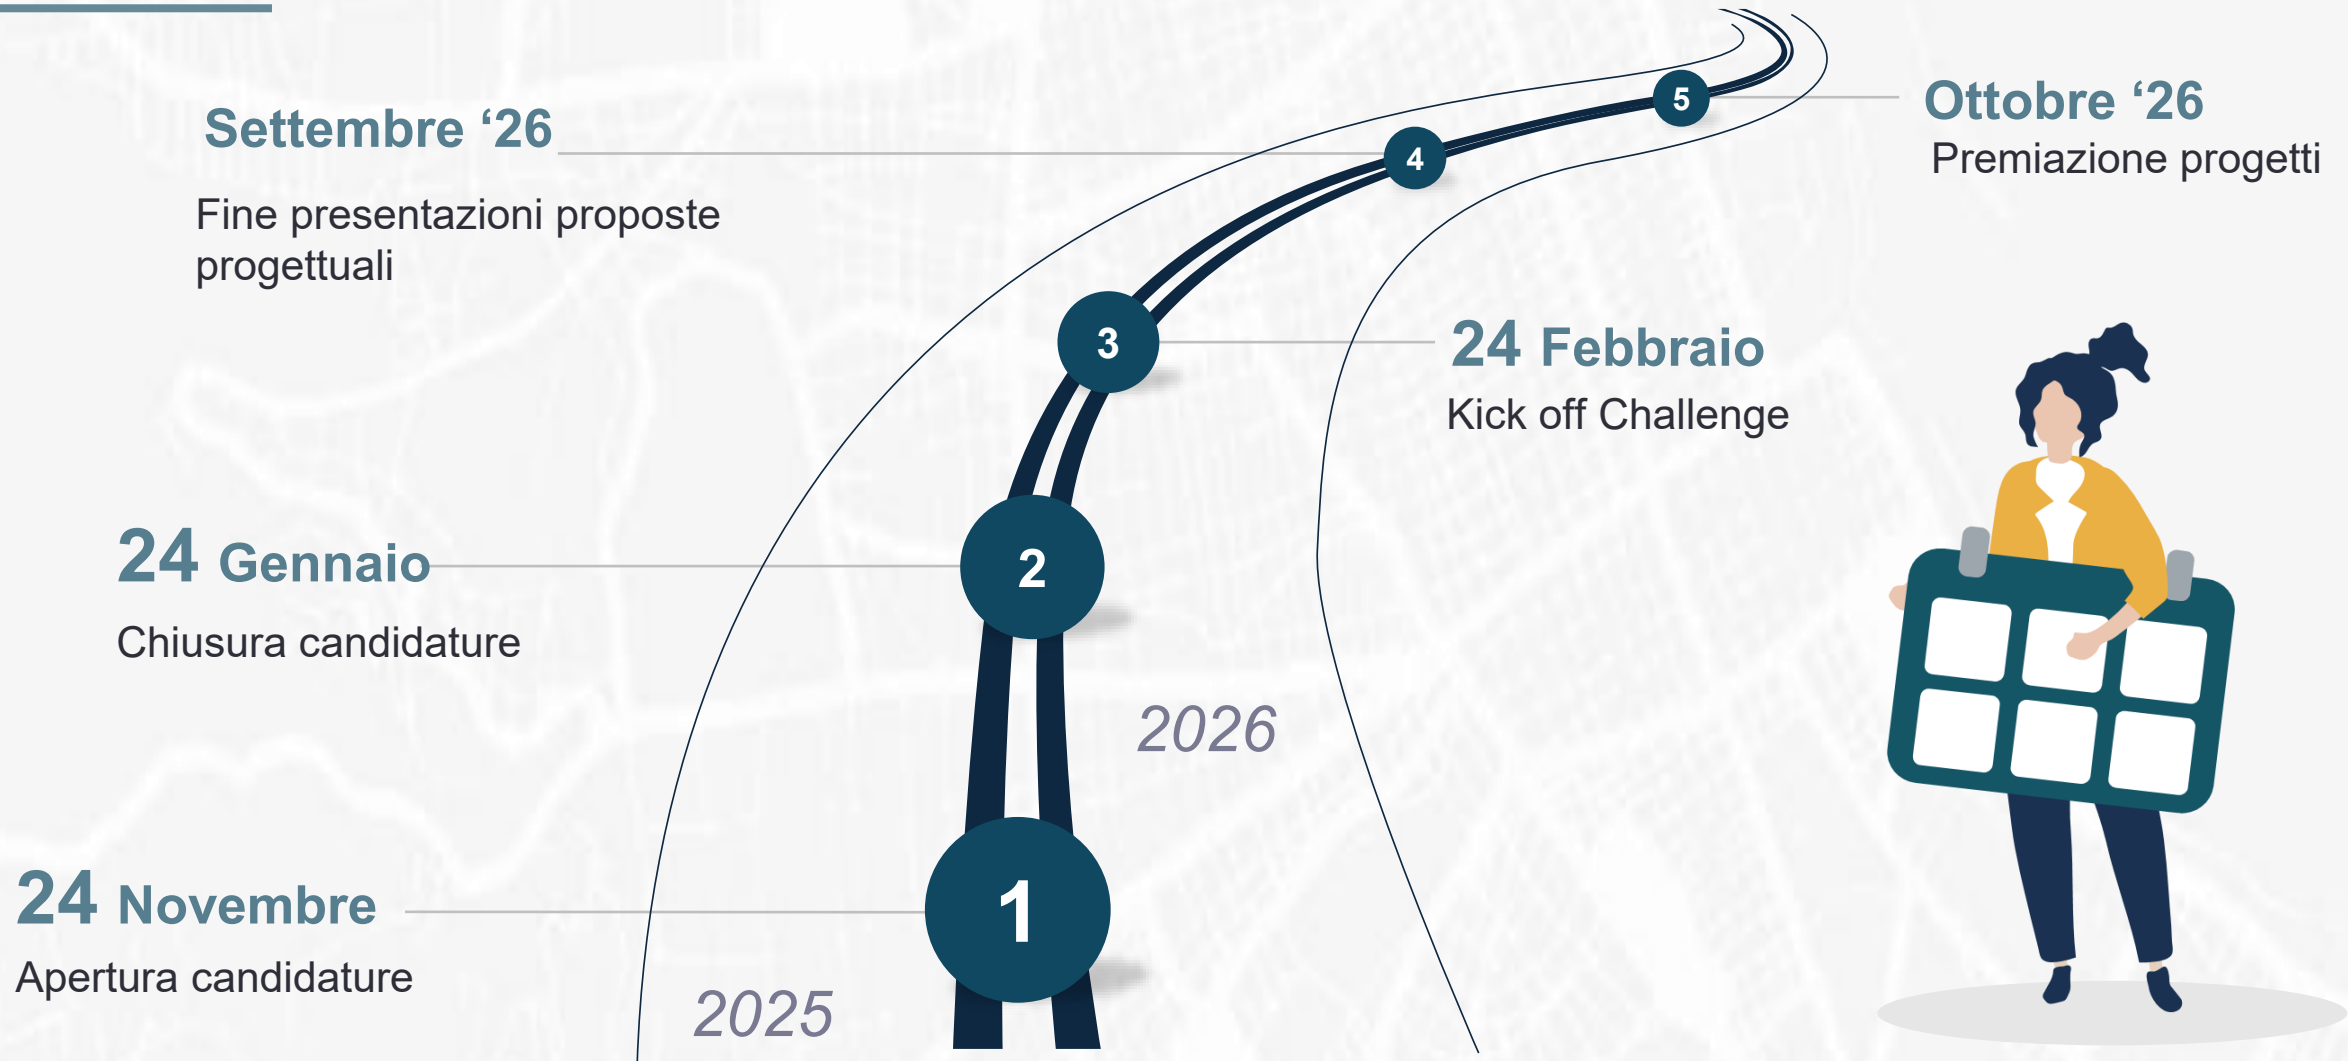 Settembre ‘26
Fine presentazioni proposte
progettuali
5
Ottobre ‘26
Premiazione progetti
4
3
24 Febbraio
Kick off Challenge
24 Gennaio
Chiusura candidature
2
2026
24 Novembre
Apertura candidature
1
2025